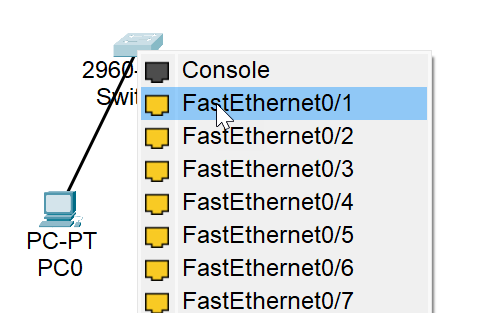 2960-
Swit
Console
FastEthernet0/1
FastEthernet0/2
FastEthernet0/3
FastEthernet0/4
FastEthernet0/5
FastEthernet0/6
FastEthernet0/7
PC-PT
PC0